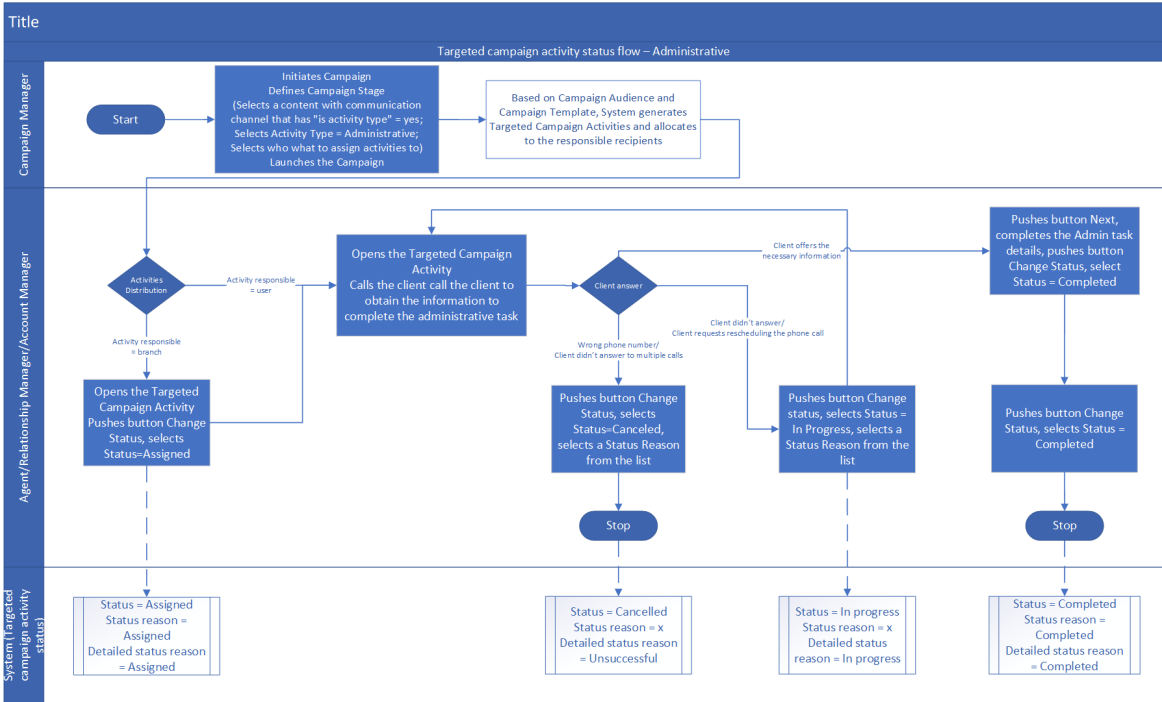 Title
Targeted campaign activity status flow – Administrative
Campaign Manager
Start
Initiates Campaign
Defines Campaign Stage
(Selects a content with communication
channel that has "is activity type" = yes;
Selects Activity Type = Administrative;
Selects who what to assign activities to)
Launches the Campaign
Based on Campaign Audience and
Campaign Template, System generates
Targeted Campaign Activities and allocates
to the responsible recipients
Agent/Relationship Manager/Account Manager
Activities
Distribution
Activity responsible
= user
Activity responsible
= branch
Opens the Targeted
Campaign Activity
Pushes button Change
Status, selects
Status=Assigned
Opens the Targeted Campaign
Activity
Calls the client call the client to
obtain the information to
complete the administrative task
Client answer
Client offers the
necessary information
Client didn't answer/
Client requests rescheduling the phone call
Wrong phone number/
Client didn't answer to multiple calls
Pushes button Change
Status, selects
Status=Canceled,
selects a Status Reason
from the list
Pushes button Change
status, selects Status =
In Progress, selects a
Status Reason from the
list
Pushes button Next,
completes the Admin task
details, pushes button
Change Status, select
Status = Completed
Pushes button Change
Status, selects Status =
Completed
Stop
Stop
System (Targeted
campaign activity
status)
Status = Assigned
Status reason =
Assigned
Detailed status reason
= Assigned
Status = Cancelled
Status reason = x
Detailed status reason
= Unsuccessful
Status = In progress
Status reason = x
Detailed status
reason = In progress
Status = Completed
Status reason =
Completed
Detailed status reason
= Completed